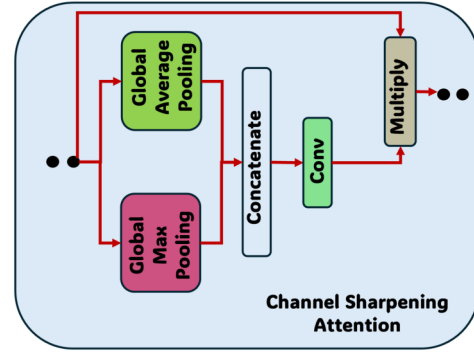 Global
Average
Pooling
Global
Max
Pooling
Concatenate
Conv
Multiply
Channel Sharpening
Attention